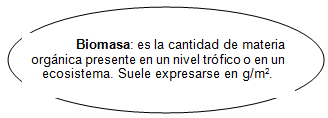 Biomasa: es la cantidad de materia
orgánica presente en un nivel trófico o en un
ecosistema. Suele expresarse en g/m².